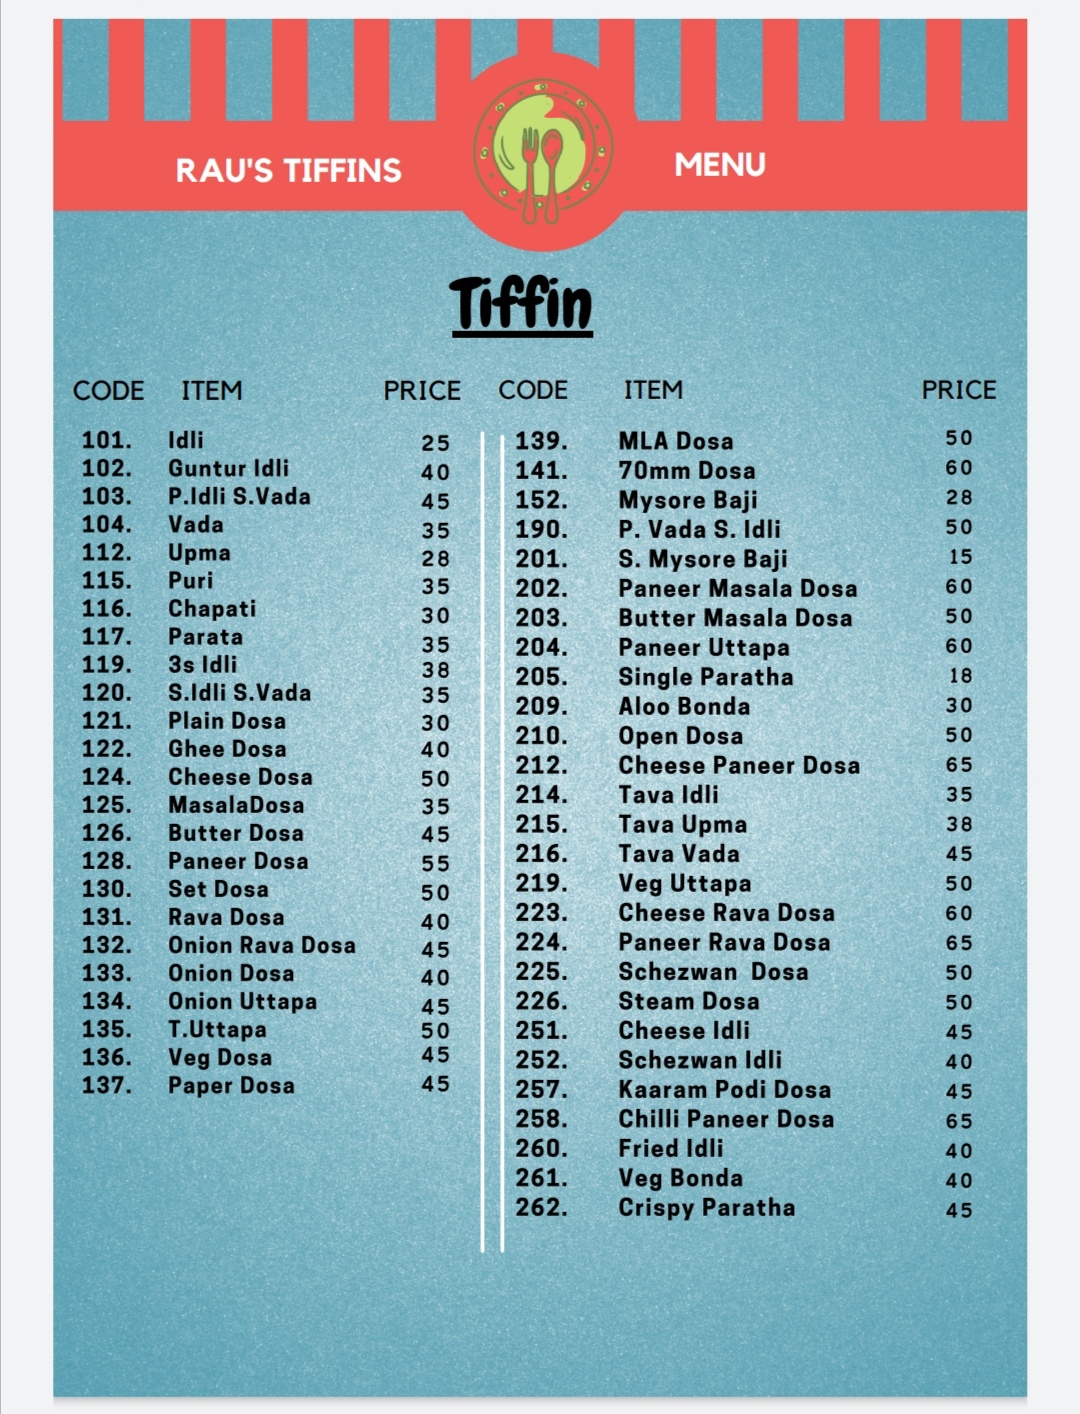 RAU'S TIFFINS
MENU
Tiffin
CODE ITEM PRICE
101. Idli 25
102. Guntur Idli 40
103. P.Idli S.Vada 45
104. Vada 35
112. Upma 28
115. Puri 35
116. Chapati 30
117. Parata 35
119. 3s Idli 38
120. S.Idli S.Vada 35
121. Plain Dosa 30
122. Ghee Dosa 40
124. Cheese Dosa 50
125. MasalaDosa 35
126. Butter Dosa 45
128. Paneer Dosa 55
130. Set Dosa 50
131. Rava Dosa 40
132. Onion Rava Dosa 45
133. Onion Dosa 40
134. Onion Uttapa 45
135. T.Uttapa 50
136. Veg Dosa 45
137. Paper Dosa 45
CODE ITEM PRICE
139. MLA Dosa 50
141. 70mm Dosa 60
152. Mysore Baji 28
190. P. Vada S. Idli 50
201. S. Mysore Baji 15
202. Paneer Masala Dosa 60
203. Butter Masala Dosa 50
204. Paneer Uttapa 60
205. Single Paratha 18
209. Aloo Bonda 30
210. Open Dosa 50
212. Cheese Paneer Dosa 65
214. Tava Idli 35
215. Tava Upma 38
216. Tava Vada 45
219. Veg Uttapa 50
223. Cheese Rava Dosa 60
224. Paneer Rava Dosa 65
225. Schezwan Dosa 50
226. Steam Dosa 50
251. Cheese Idli 45
252. Schezwan Idli 40
257. Kaaram Podi Dosa 45
258. Chilli Paneer Dosa 65
260. Fried Idli 40
261. Veg Bonda 40
262. Crispy Paratha 45